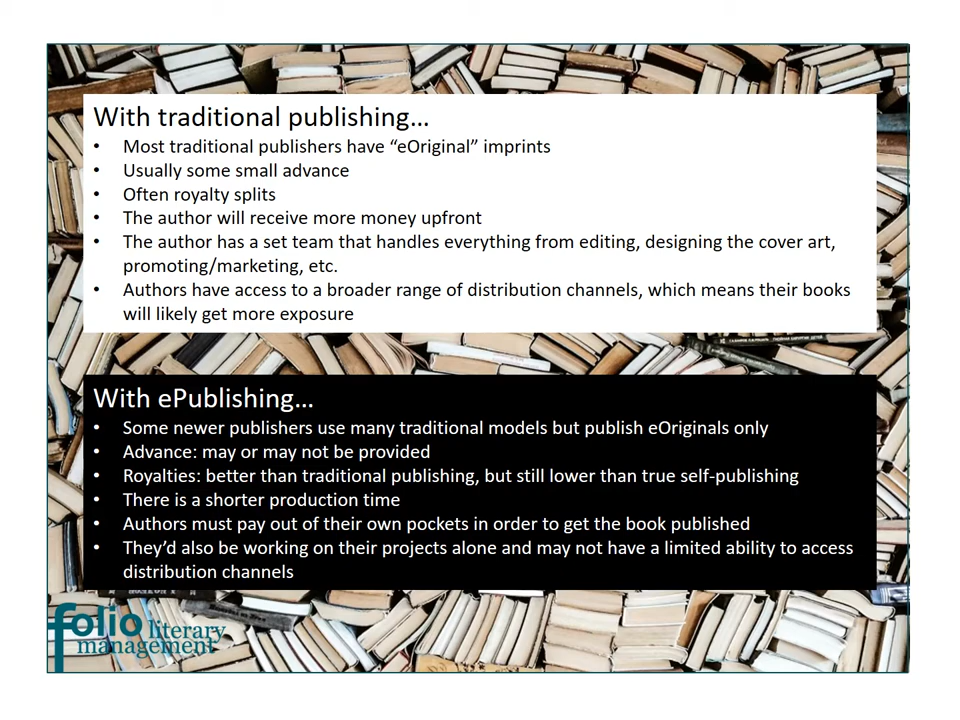 With traditional publishing…
• Most traditional publishers have “eOriginal” imprints
• Usually some small advance
• Often royalty splits
• The author will receive more money upfront
• The author has a set team that handles everything from editing, designing the cover art,
promoting/marketing, etc.
• Authors have access to a broader range of distribution channels, which means their books
will likely get more exposure
With ePublishing…
• Some newer publishers use many traditional models but publish eOriginals only
• Advance: may or may not be provided
• Royalties: better than traditional publishing, but still lower than true self-publishing
• There is a shorter production time
• Authors must pay out of their own pockets in order to get the book published
• They’d also be working on their projects alone and may not have a limited ability to access
distribution channels
folio literary
management